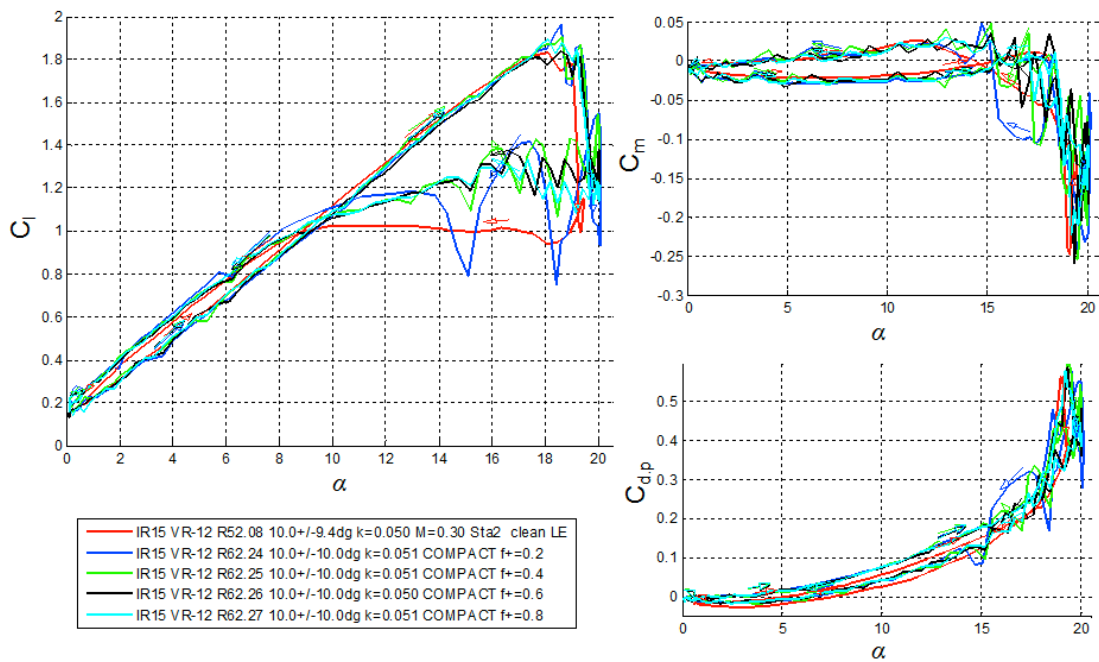 2
1.8
1.6
1.4
1.2
1
0.8
0.6
0.4
0.2
0
C_l
0 2 4 6 8 10 12 14 16 18 20
α
0.05
0
-0.05
-0.1
-0.15
-0.2
-0.25
-0.3
C_m
0 5 10 15 20
α
0.5
0.4
0.3
0.2
0.1
0
C_d.p
0 5 10 15 20
α
IR15 VR-12 R52.08 10.0+/-9.4dg k=0.050 M=0.30 Sta2 clean LE
IR15 VR-12 R62.24 10.0+/-10.0dg k=0.051 COMPACT f+=0.2
IR15 VR-12 R62.25 10.0+/-10.0dg k=0.051 COMPACT f+=0.4
IR15 VR-12 R62.26 10.0+/-10.0dg k=0.050 COMPACT f+=0.6
IR15 VR-12 R62.27 10.0+/-10.0dg k=0.051 COMPACT f+=0.8